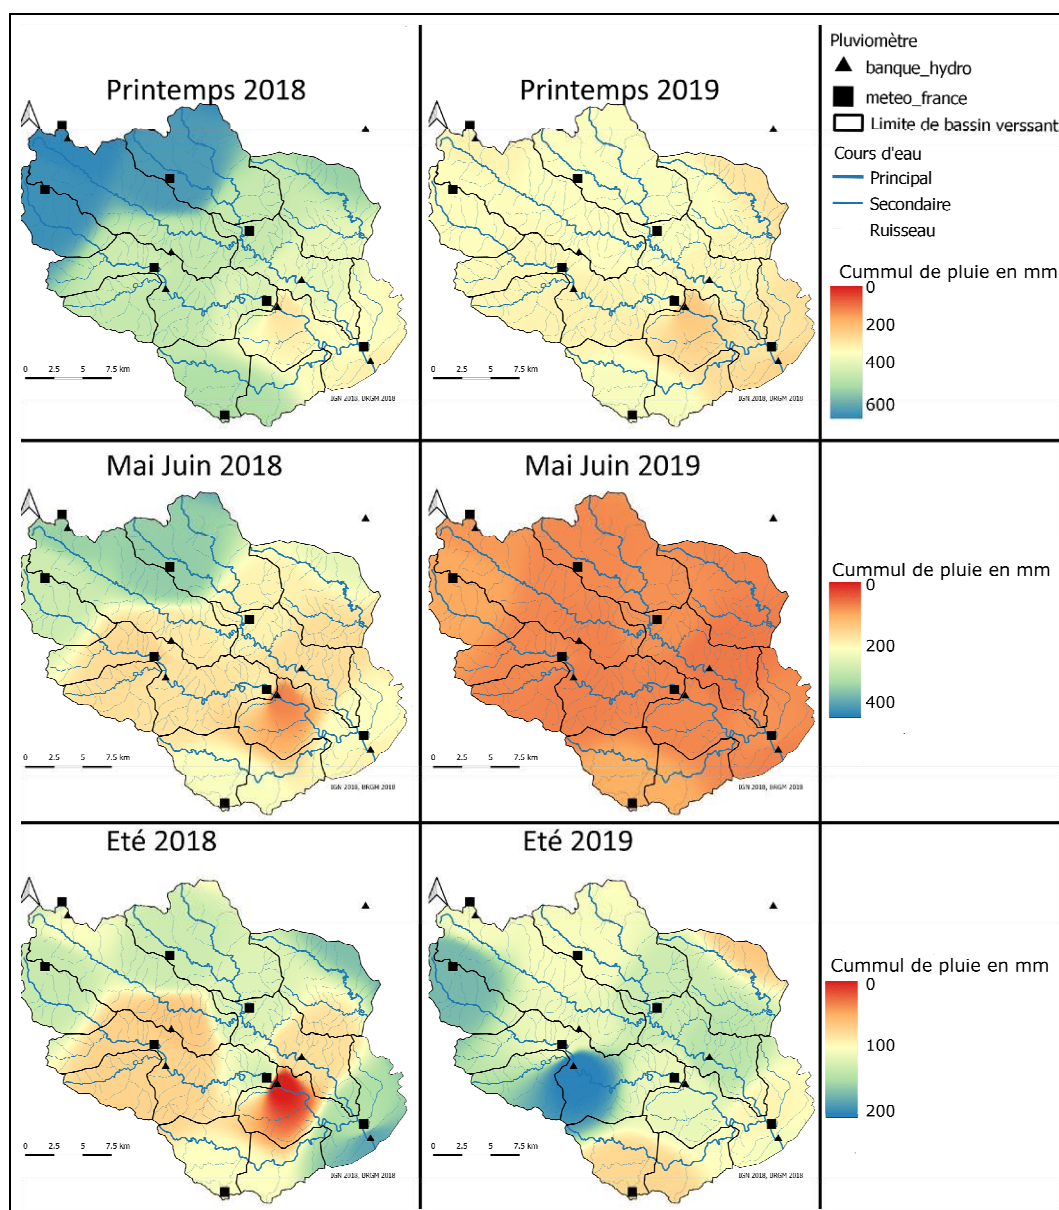 Printemps 2018
0 2.5 5 7.5 km
IGN 2018, BRGM 2018
Printemps 2019
0 2.5 5 7.5 km
IGN 2018, BRGM 2018
Pluviomètre
banque_hydro
meteo_france
Limite de bassin verssant
Cours d'eau
Principal
Secondaire
Ruisseau
Cummul de pluie en mm
0
200
400
600
Mai Juin 2018
0 2.5 5 7.5 km
IGN 2018, BRGM 2018
Mai Juin 2019
0 2.5 5 7.5 km
IGN 2018, BRGM 2018
Cummul de pluie en mm
0
200
400
Eté 2018
0 2.5 5 7.5 km
IGN 2018, BRGM 2018
Eté 2019
0 2.5 5 7.5 km
IGN 2018, BRGM 2018
Cummul de pluie en mm
0
100
200